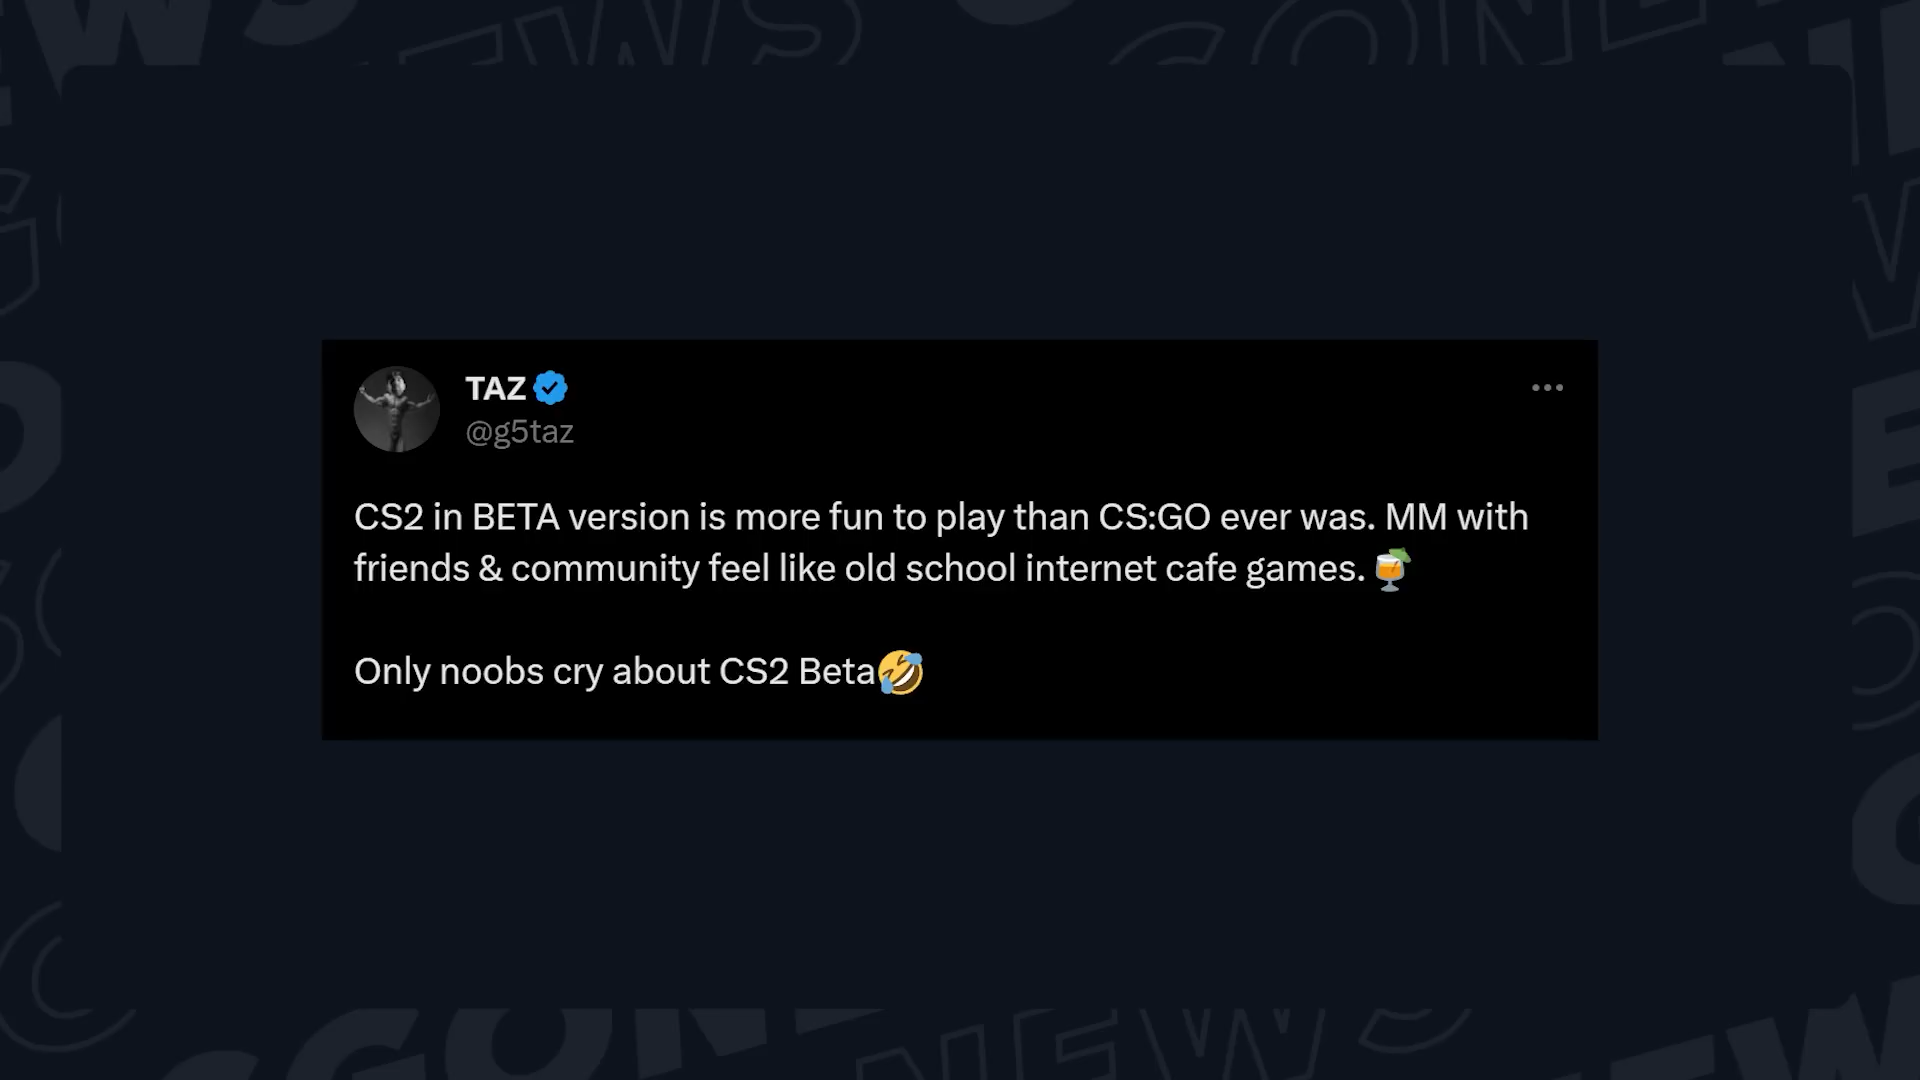 TAZ
@g5taz
CS2 in BETA version is more fun to play than CS:GO ever was. MM with
friends & community feel like old school internet cafe games.🍹
Only noobs cry about CS2 Beta🤣